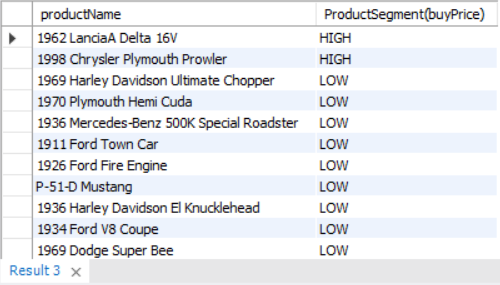 productName ProductSegment(buyPrice)
1962 LanciaA Delta 16V HIGH
1998 Chrysler Plymouth Prowler HIGH
1969 Harley Davidson Ultimate Chopper LOW
1970 Plymouth Hemi Cuda LOW
1936 Mercedes-Benz 500K Special Roadster LOW
1911 Ford Town Car LOW
1926 Ford Fire Engine LOW
P-51-D Mustang LOW
1936 Harley Davidson El Knucklehead LOW
1934 Ford V8 Coupe LOW
1969 Dodge Super Bee LOW
Result 3 ×